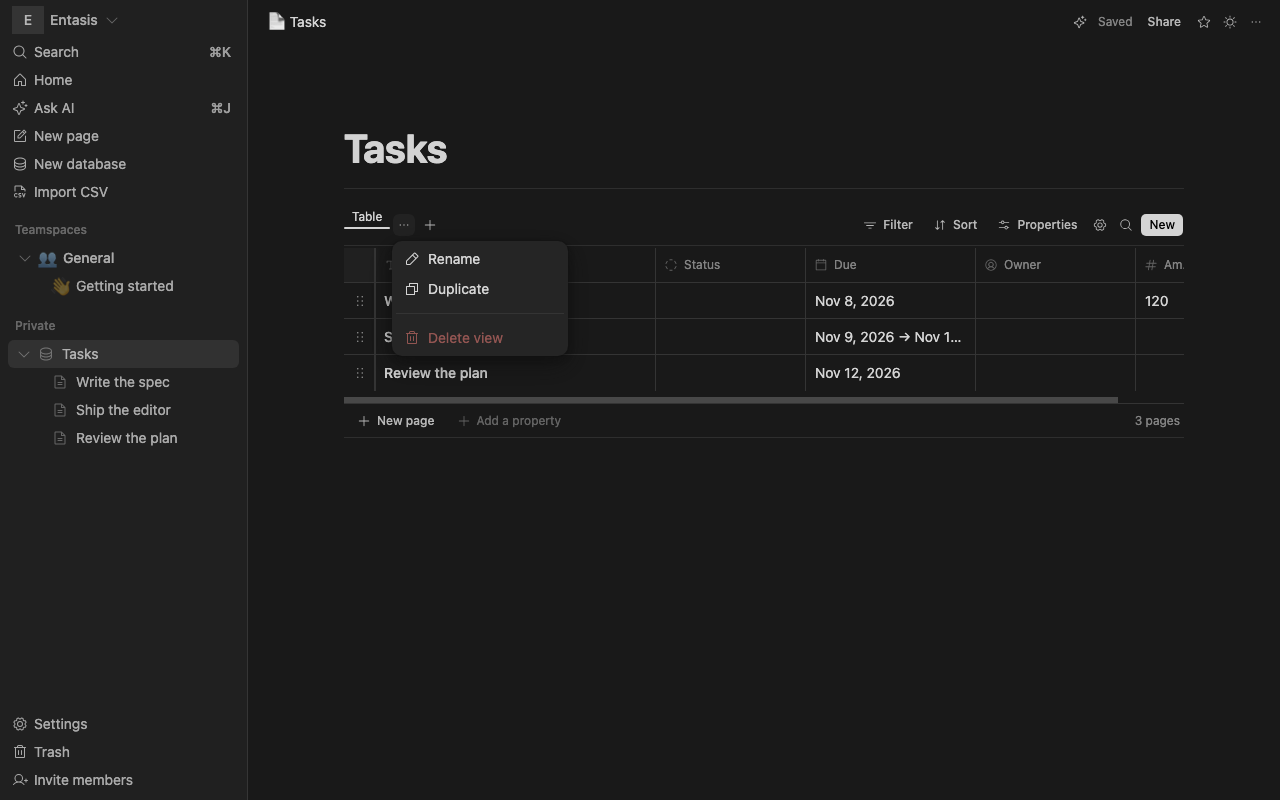 E Entasis
Search ⌘K
Home
Ask AI ⌘J
New page
New database
Import CSV
Teamspaces
General
Getting started
Private
Tasks
Write the spec
Ship the editor
Review the plan
Settings
Trash
Invite members
Tasks
Saved Share
Tasks
Table
Filter Sort Properties New
Rename
Duplicate
Delete view
Status Due Owner # Am
Nov 8, 2026 120
Nov 9, 2026 → Nov 1...
Review the plan Nov 12, 2026
+ New page + Add a property 3 pages